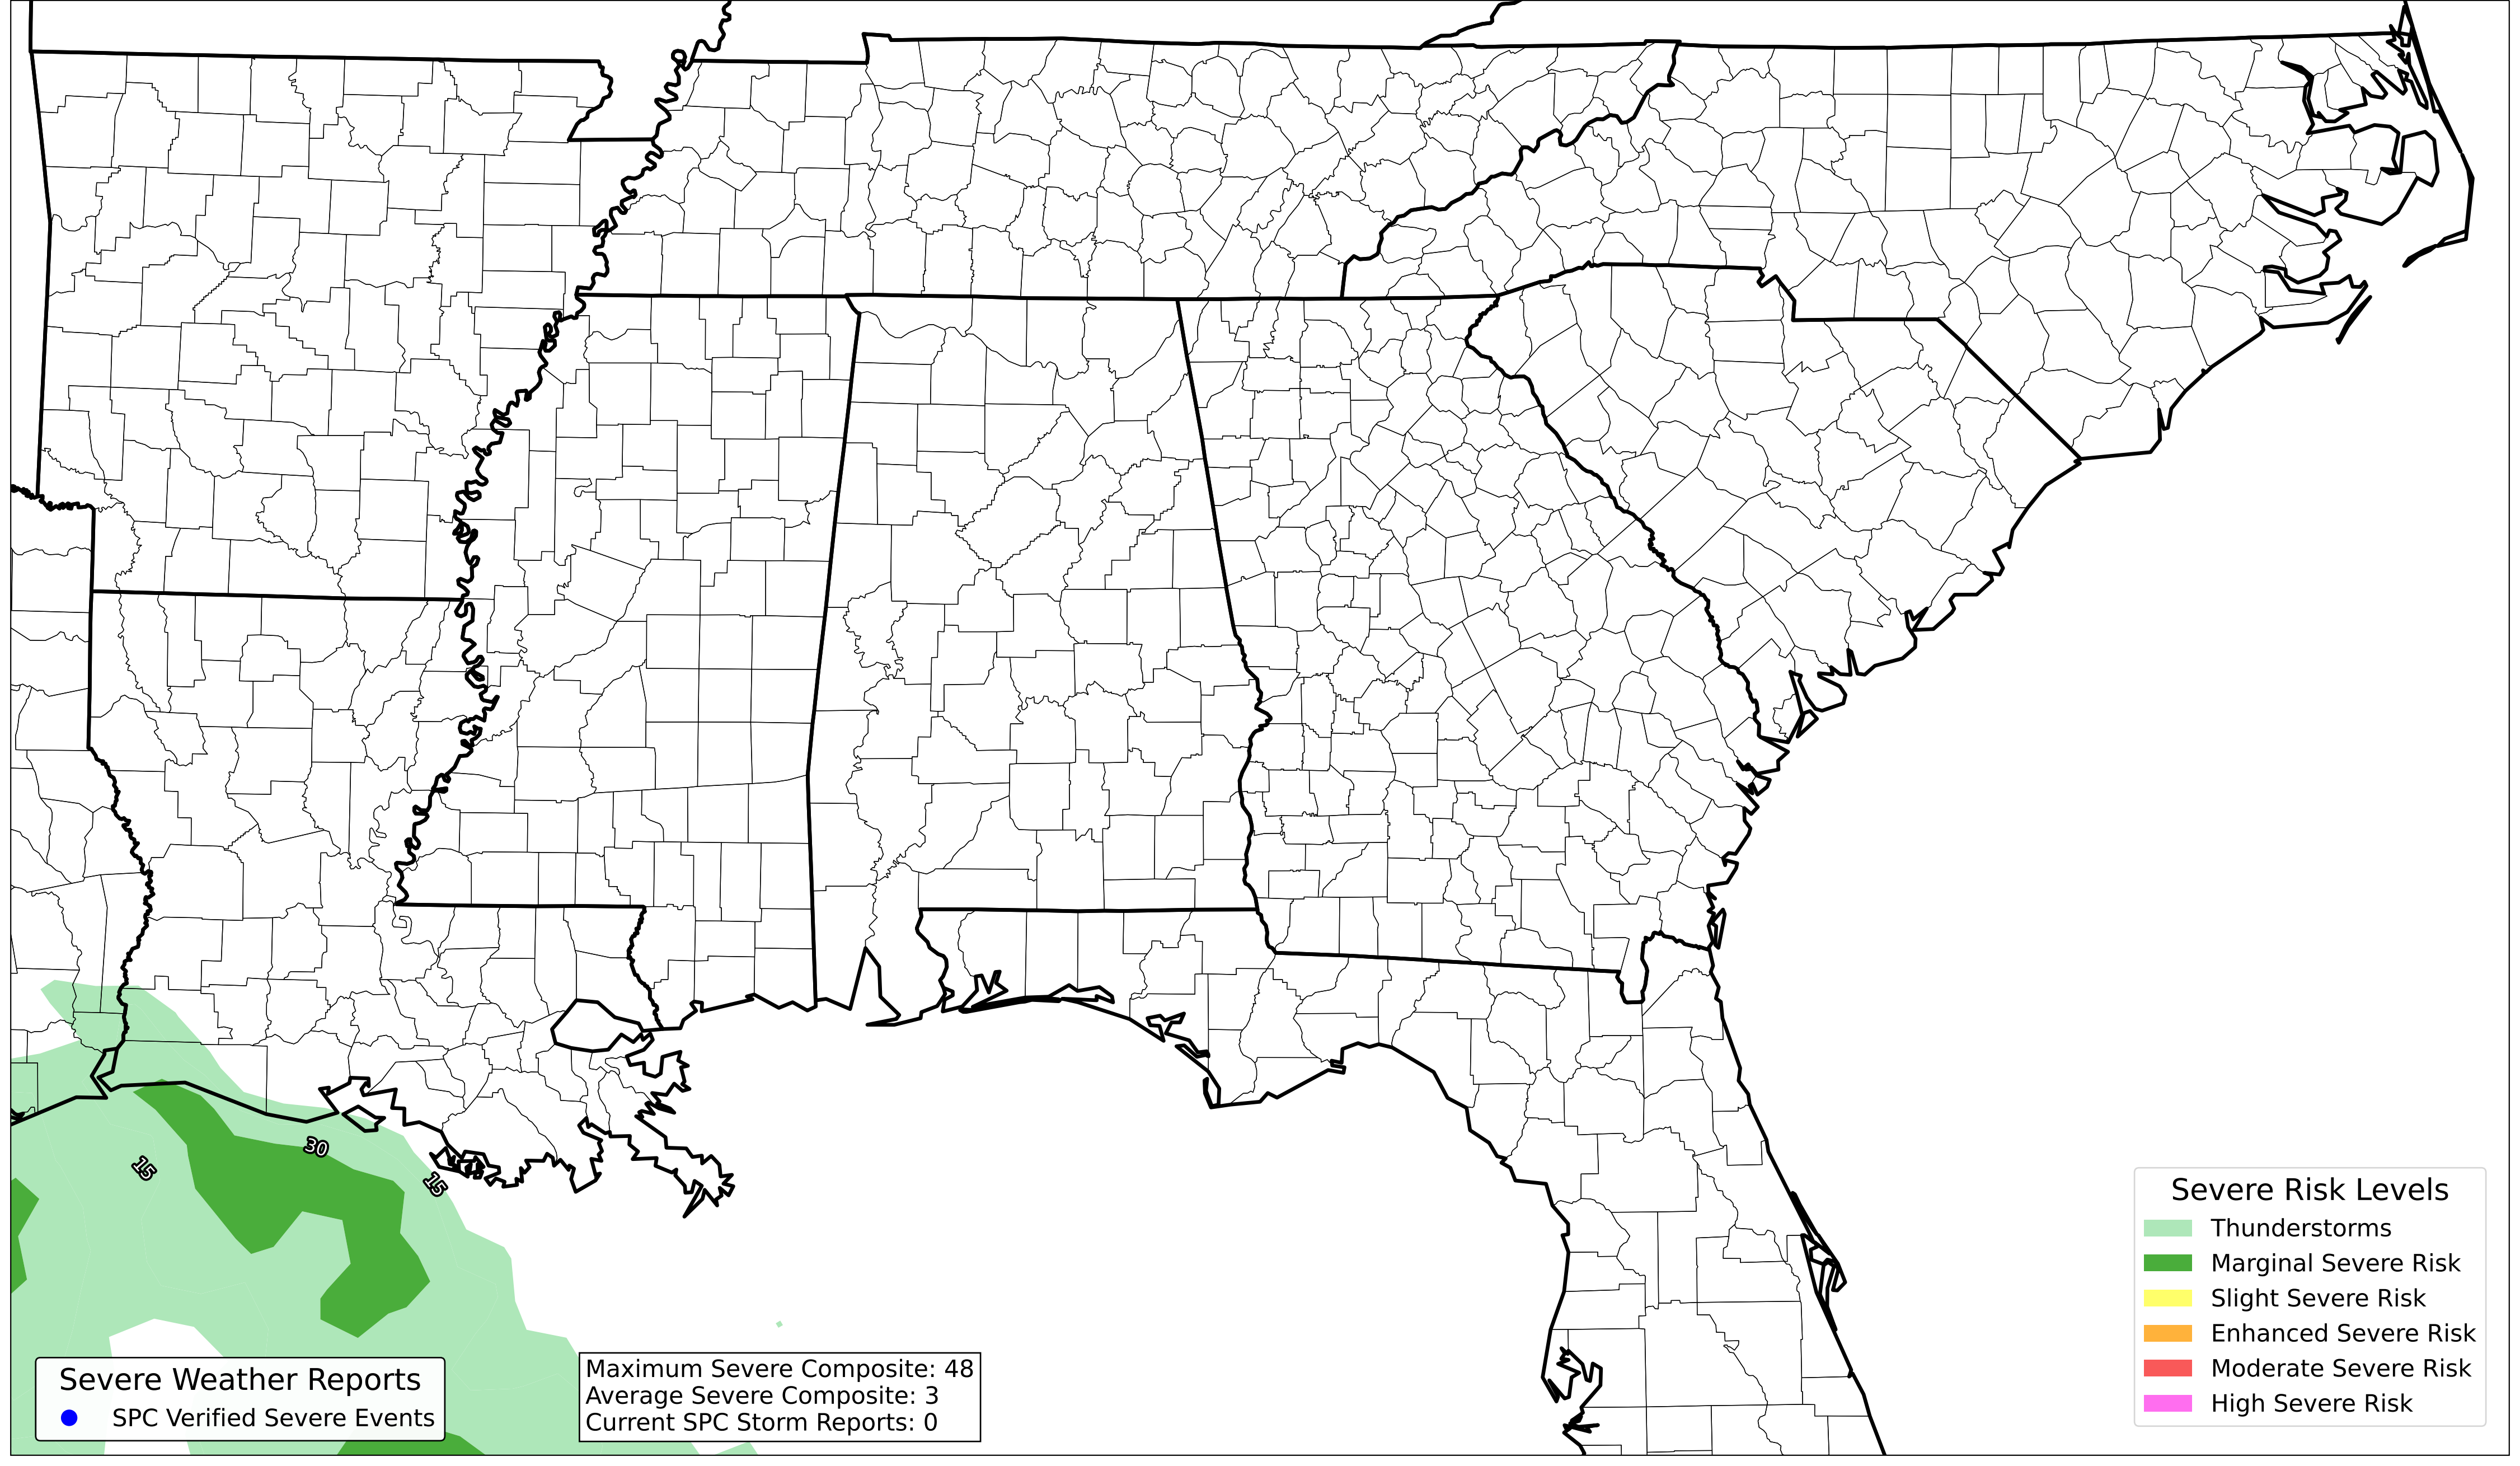 30
15
15
Severe Risk Levels
Thunderstorms
Marginal Severe Risk
Slight Severe Risk
Enhanced Severe Risk
Moderate Severe Risk
High Severe Risk
Severe Weather Reports
SPC Verified Severe Events
Maximum Severe Composite: 48
Average Severe Composite: 3
Current SPC Storm Reports: 0